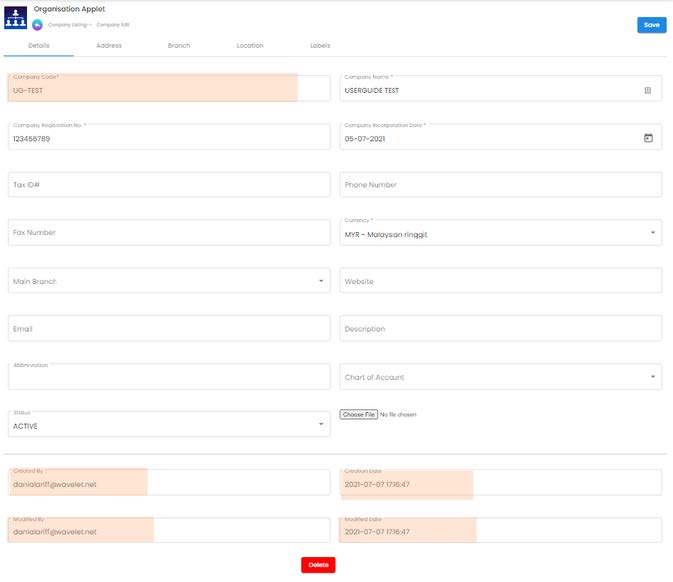 Organisation Applet
Company Listing-> Company Edit
Save
Details Address Branch Location Labels
Company Code*
UG-TEST
Company Name *
USERGUIDE TEST
Company Registration No. *
123456789
Company Incorporation Date *
05-07-2021
Tax ID#
Phone Number
Fax Number
Currency *
MYR - Malaysan ringgit
Main Branch
Website
Email
Description
Abbreviation
Chart of Account
Status
ACTIVE
Choose File No file chosen
Created By
danialariff@wavelet.net
Creation Date
2021-07-07 17:16:47
Modified By
danialariff@wavelet.net
Modified Date
2021-07-07 17:16:47
Delete